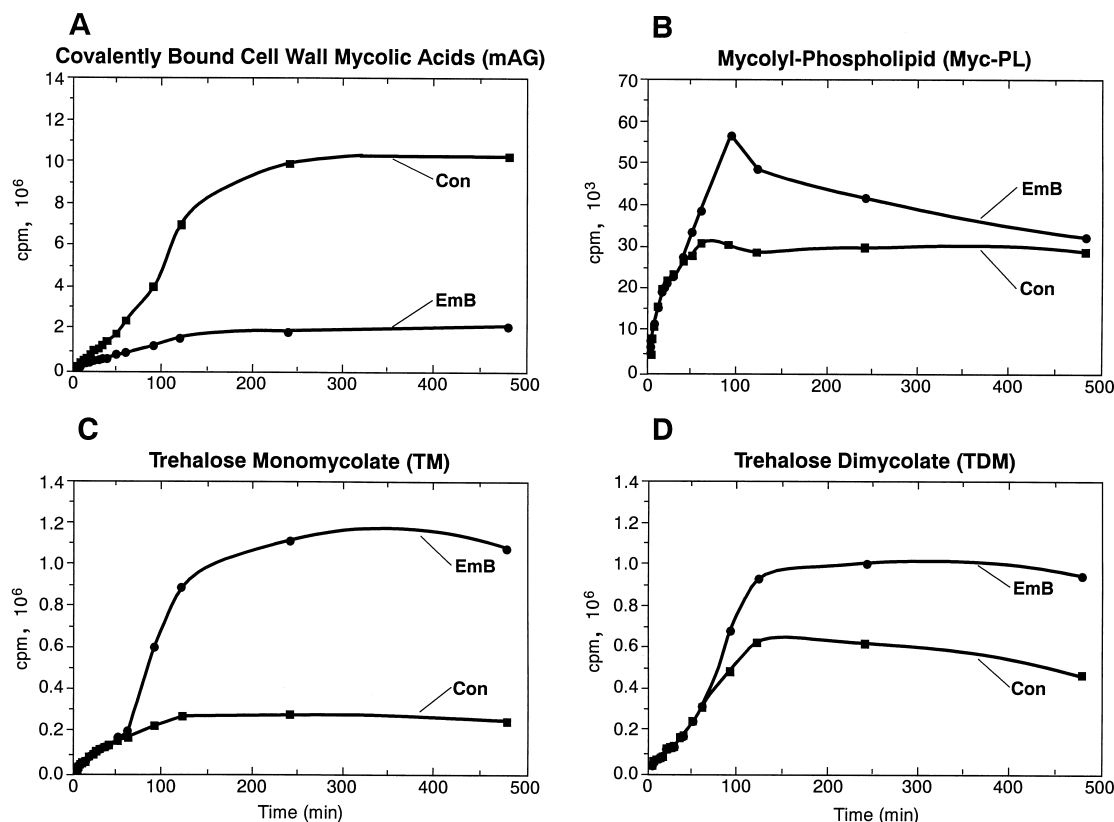 A
Covalently Bound Cell Wall Mycolic Acids (mAG)
14
12
10
8
6
4
2
0
cpm, 10⁶
Con
EmB
0 100 200 300 400 500
B
Mycolyl-Phospholipid (Myc-PL)
70
60
50
40
30
20
10
0
cpm, 10³
EmB
Con
0 100 200 300 400 500
C
Trehalose Monomycolate (TM)
1.4
1.2
1.0
0.8
0.6
0.4
0.2
0.0
cpm, 10⁶
EmB
Con
0 100 200 300 400 500
Time (min)
D
Trehalose Dimycolate (TDM)
1.4
1.2
1.0
0.8
0.6
0.4
0.2
0.0
cpm, 10⁶
EmB
Con
0 100 200 300 400 500
Time (min)